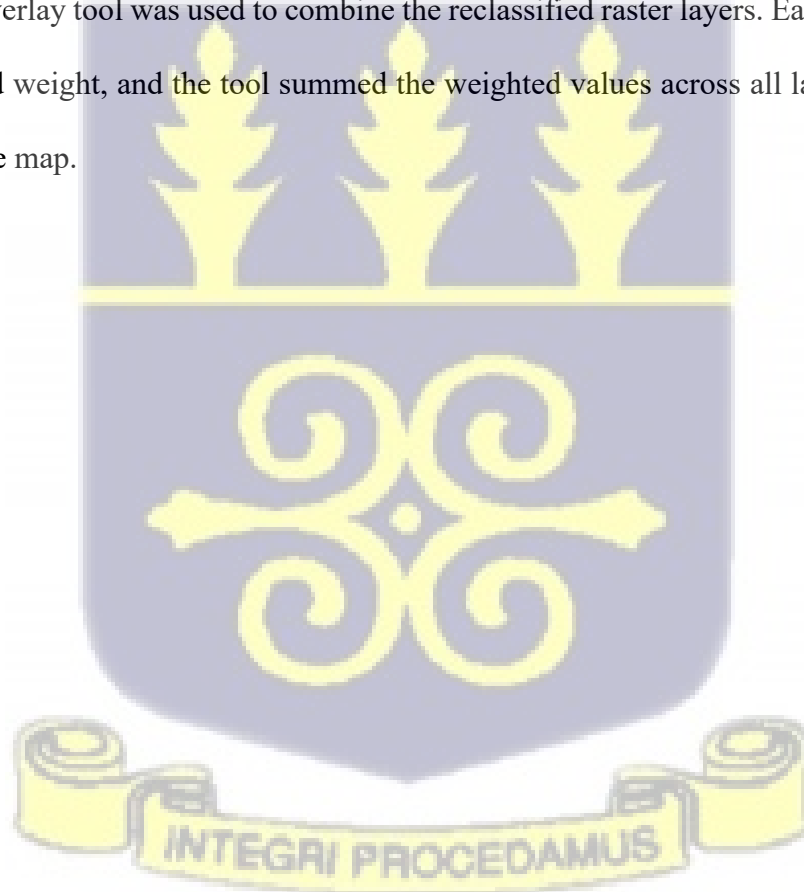 verlay tool was used to combine the reclassified raster layers. Ea
weight, and the tool summed the weighted values across all la
map.
INTEGRI PROCEDAMUS